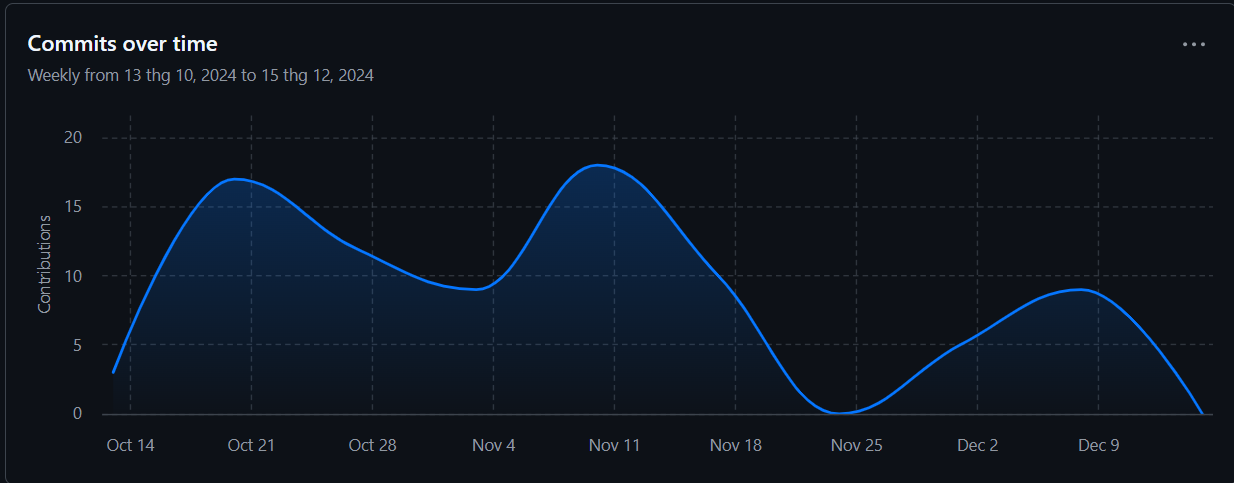 Commits over time
Weekly from 13 thg 10, 2024 to 15 thg 12, 2024
Contributions
20
15
10
5
0
Oct 14 Oct 21 Oct 28 Nov 4 Nov 11 Nov 18 Nov 25 Dec 2 Dec 9